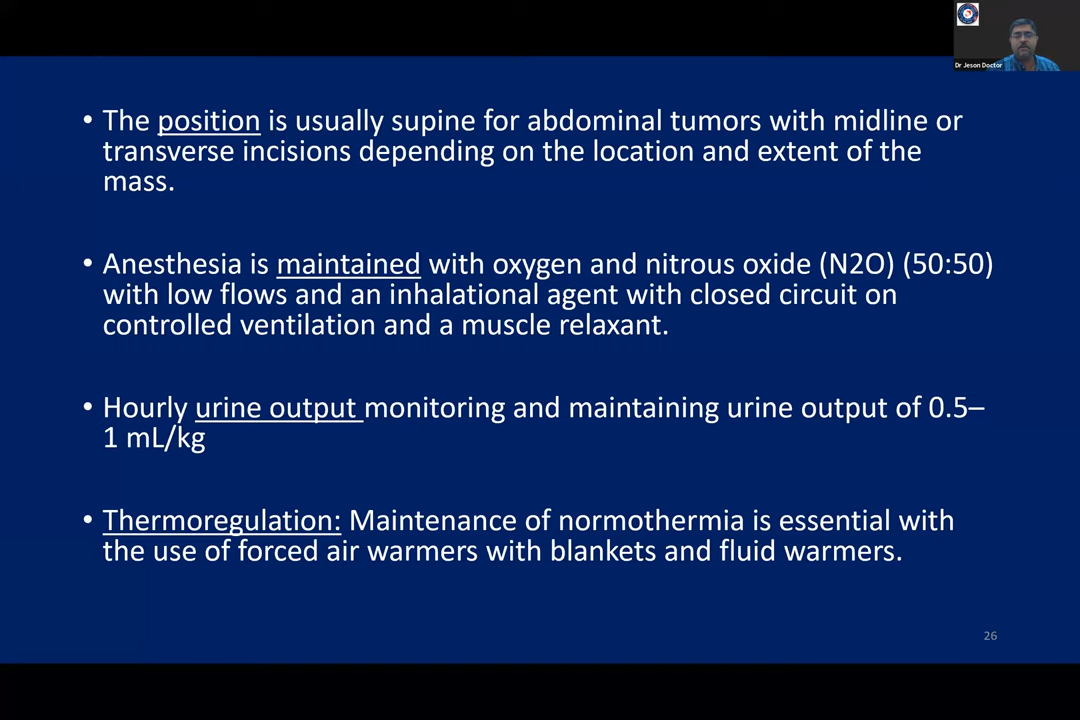 Dr Jeson Doctor
• The position is usually supine for abdominal tumors with midline or
transverse incisions depending on the location and extent of the
mass.
• Anesthesia is maintained with oxygen and nitrous oxide (N2O) (50:50)
with low flows and an inhalational agent with closed circuit on
controlled ventilation and a muscle relaxant.
• Hourly urine output monitoring and maintaining urine output of 0.5–
1 mL/kg
• Thermoregulation: Maintenance of normothermia is essential with
the use of forced air warmers with blankets and fluid warmers.
26